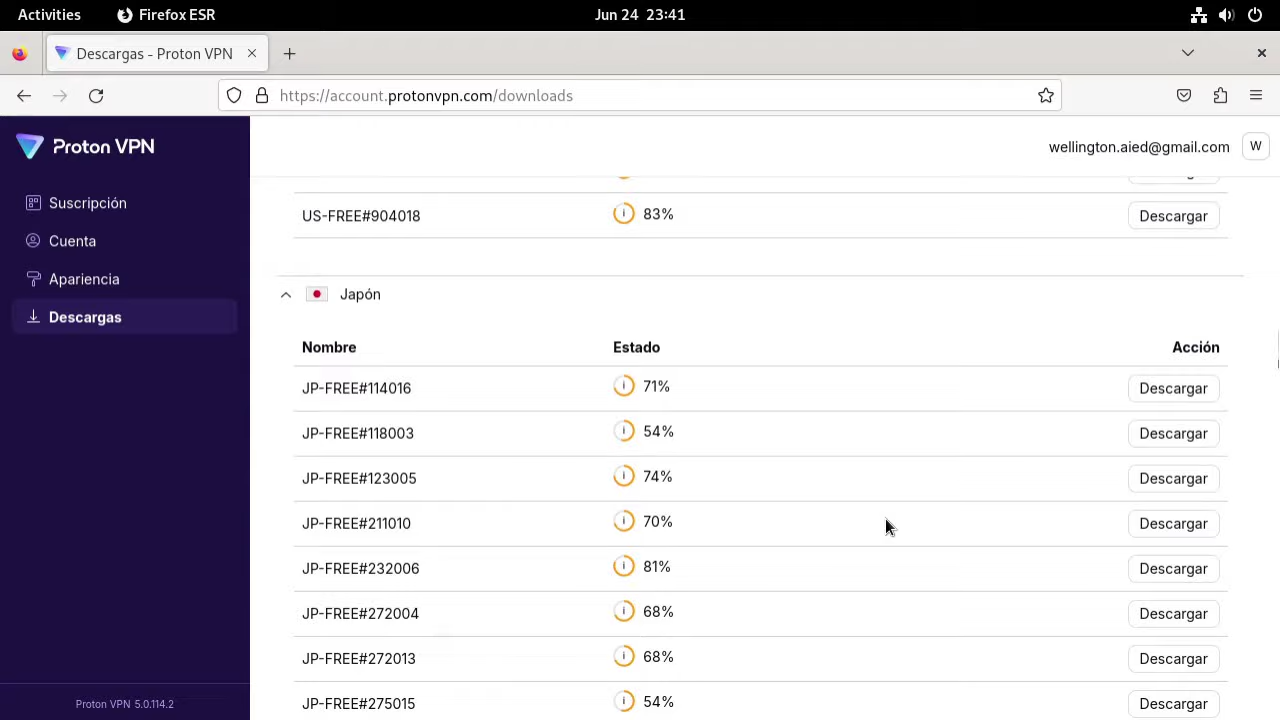 Activities
Firefox ESR
Jun 24 23:41
Descargas - Proton VPN
https://account.protonvpn.com/downloads
Proton VPN
wellington.aied@gmail.com
W
Suscripción
Cuenta
Apariencia
Descargas
US-FREE#904018 83% Descargar
Japón
Nombre Estado Acción
JP-FREE#114016 71% Descargar
JP-FREE#118003 54% Descargar
JP-FREE#123005 74% Descargar
JP-FREE#211010 70% Descargar
JP-FREE#232006 81% Descargar
JP-FREE#272004 68% Descargar
JP-FREE#272013 68% Descargar
JP-FREE#275015 54% Descargar
Proton VPN 5.0.114.2